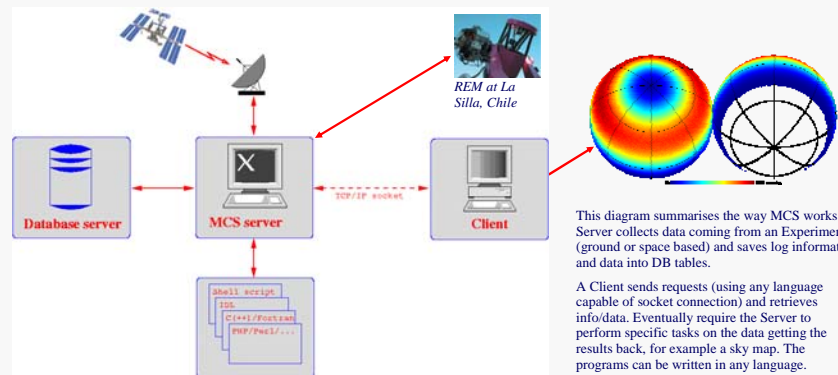 REM at La
Silla, Chile
X
Database server
MCS server
TCP/IP socket
Client
Shell script
IDL
C[++]/Fortran
PHP/Perl/...
This diagram summarises the way MCS works
Server collects data coming from an Experimen
(ground or space based) and saves log informat
and data into DB tables.
A Client sends requests (using any language
capable of socket connection) and retrieves
info/data. Eventually require the Server to
perform specific tasks on the data getting the
results back, for example a sky map. The
programs can be written in any language.